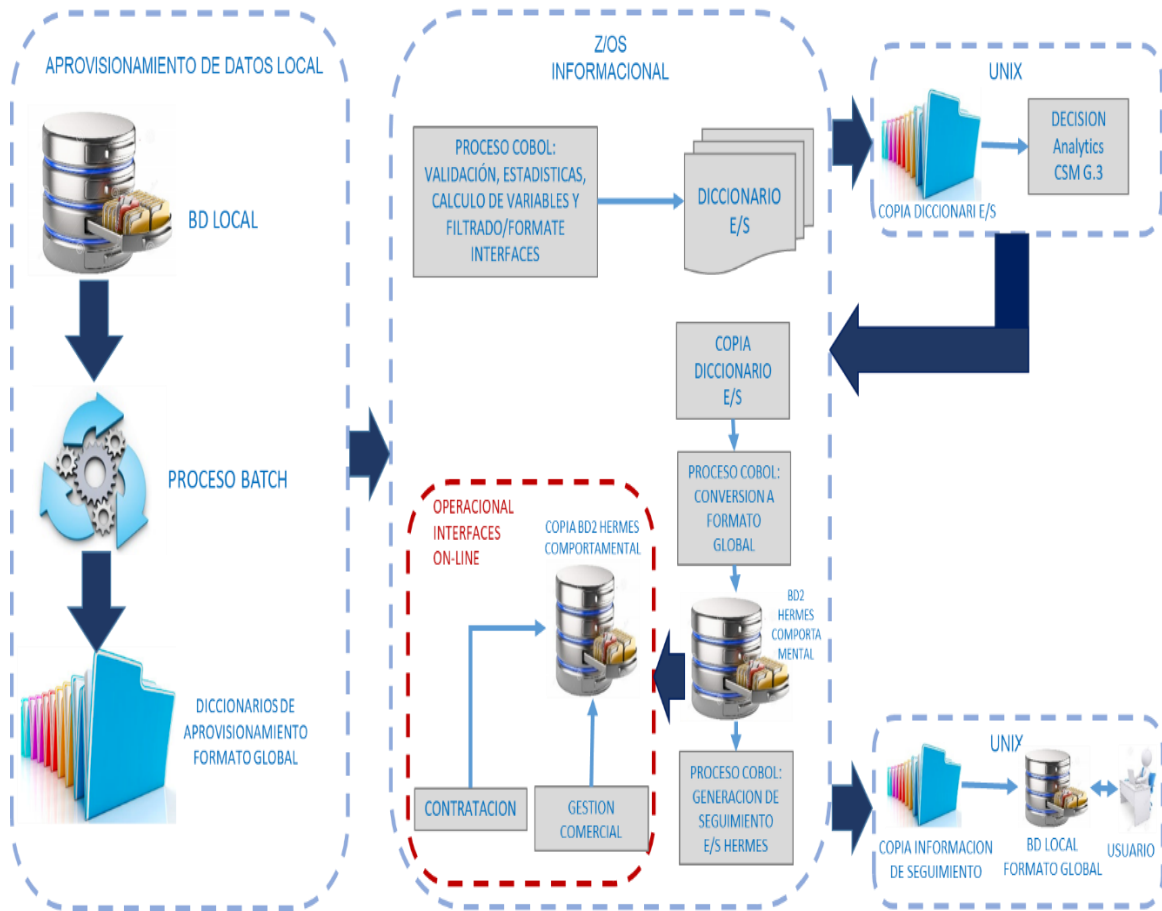 APROVISIONAMIENTO DE DATOS LOCAL
BD LOCAL
PROCESO BATCH
DICCIONARIOS DE
APROVISIONAMIENTO
FORMATO GLOBAL
Z/OS
INFORMACIONAL
PROCESO COBOL:
VALIDACIÓN, ESTADISTICAS,
CALCULO DE VARIABLES Y
FILTRADO/FORMATE
INTERFACES
DICCIONARIO
E/S
COPIA
DICCIONARIO
E/S
PROCESO COBOL:
CONVERSION A
FORMATO
GLOBAL
BD2
HERMES
COMPORTA
MENTAL
OPERACIONAL
INTERFACES
ON-LINE
COPIA BD2 HERMES
COMPORTAMENTAL
CONTRATACION
GESTION
COMERCIAL
PROCESO COBOL:
GENERACION DE
SEGUIMIENTO
E/S HERMES
UNIX
COPIA DICCIONARI E/S
DECISION
Analytics
CSM G.3
UNIX
COPIA INFORMACION
DE SEGUIMIENTO
BD LOCAL
FORMATO GLOBAL
USUARIO